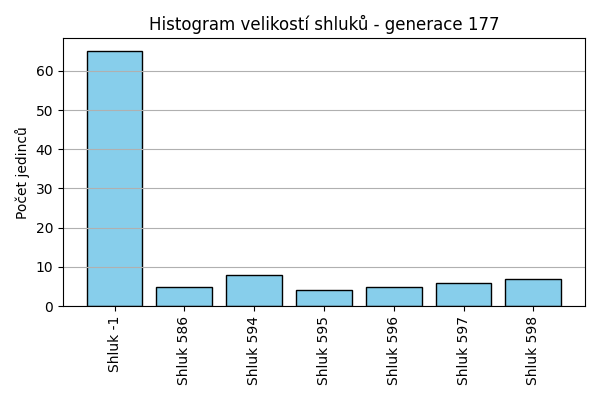 Histogram velikostí shluků - generace 177
Počet jedinců
60
50
40
30
20
10
0
Shluk -1
Shluk 586
Shluk 594
Shluk 595
Shluk 596
Shluk 597
Shluk 598